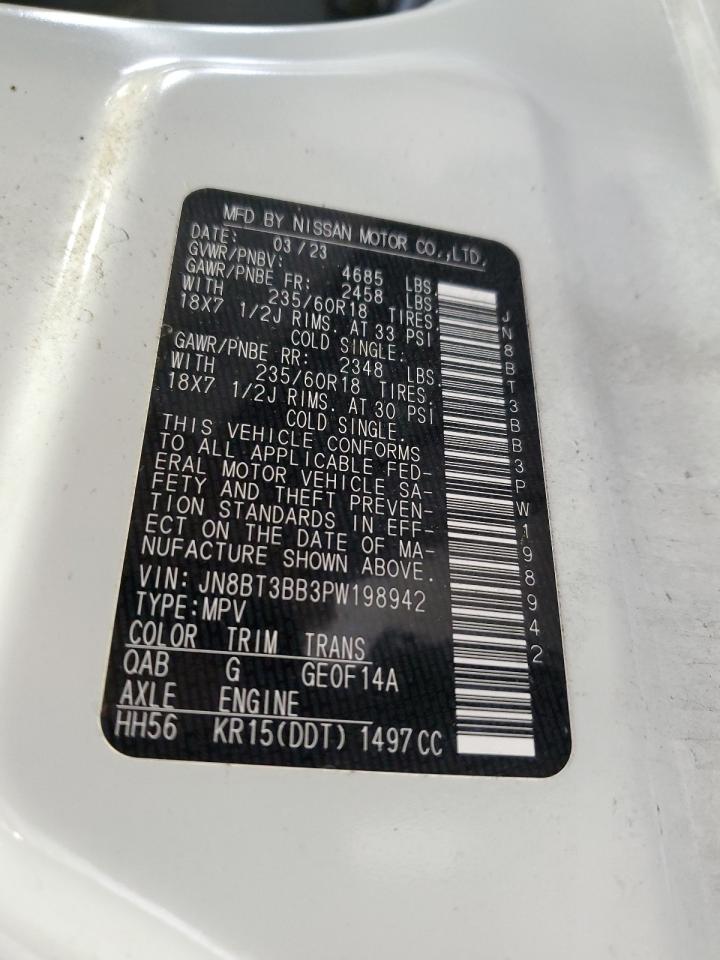 MFD BY NISSAN MOTOR CO.,LTD.
DATE: 03/23
GVWR/PNBV: 4685 LBS.
GAWR/PNBE FR: 2458 LBS.
WITH 235/60R18 TIRES.
18X7 1/2J RIMS. AT 33 PSI
COLD SINGLE.
GAWR/PNBE RR: 2348 LBS.
WITH 235/60R18 TIRES.
18X7 1/2J RIMS. AT 30 PSI
COLD SINGLE.
THIS VEHICLE CONFORMS
TO ALL APPLICABLE FED-
ERAL MOTOR VEHICLE SA-
FETY AND THEFT PREVEN-
TION STANDARDS IN EFF-
ECT ON THE DATE OF MA-
NUFACTURE SHOWN ABOVE.
VIN: JN8BT3BB3PW198942
TYPE:MPV
COLOR TRIM TRANS
QAB G GE0F14A
AXLE ENGINE
HH56 KR15(DDT) 1497CC
JN8BT3BB3PW198942